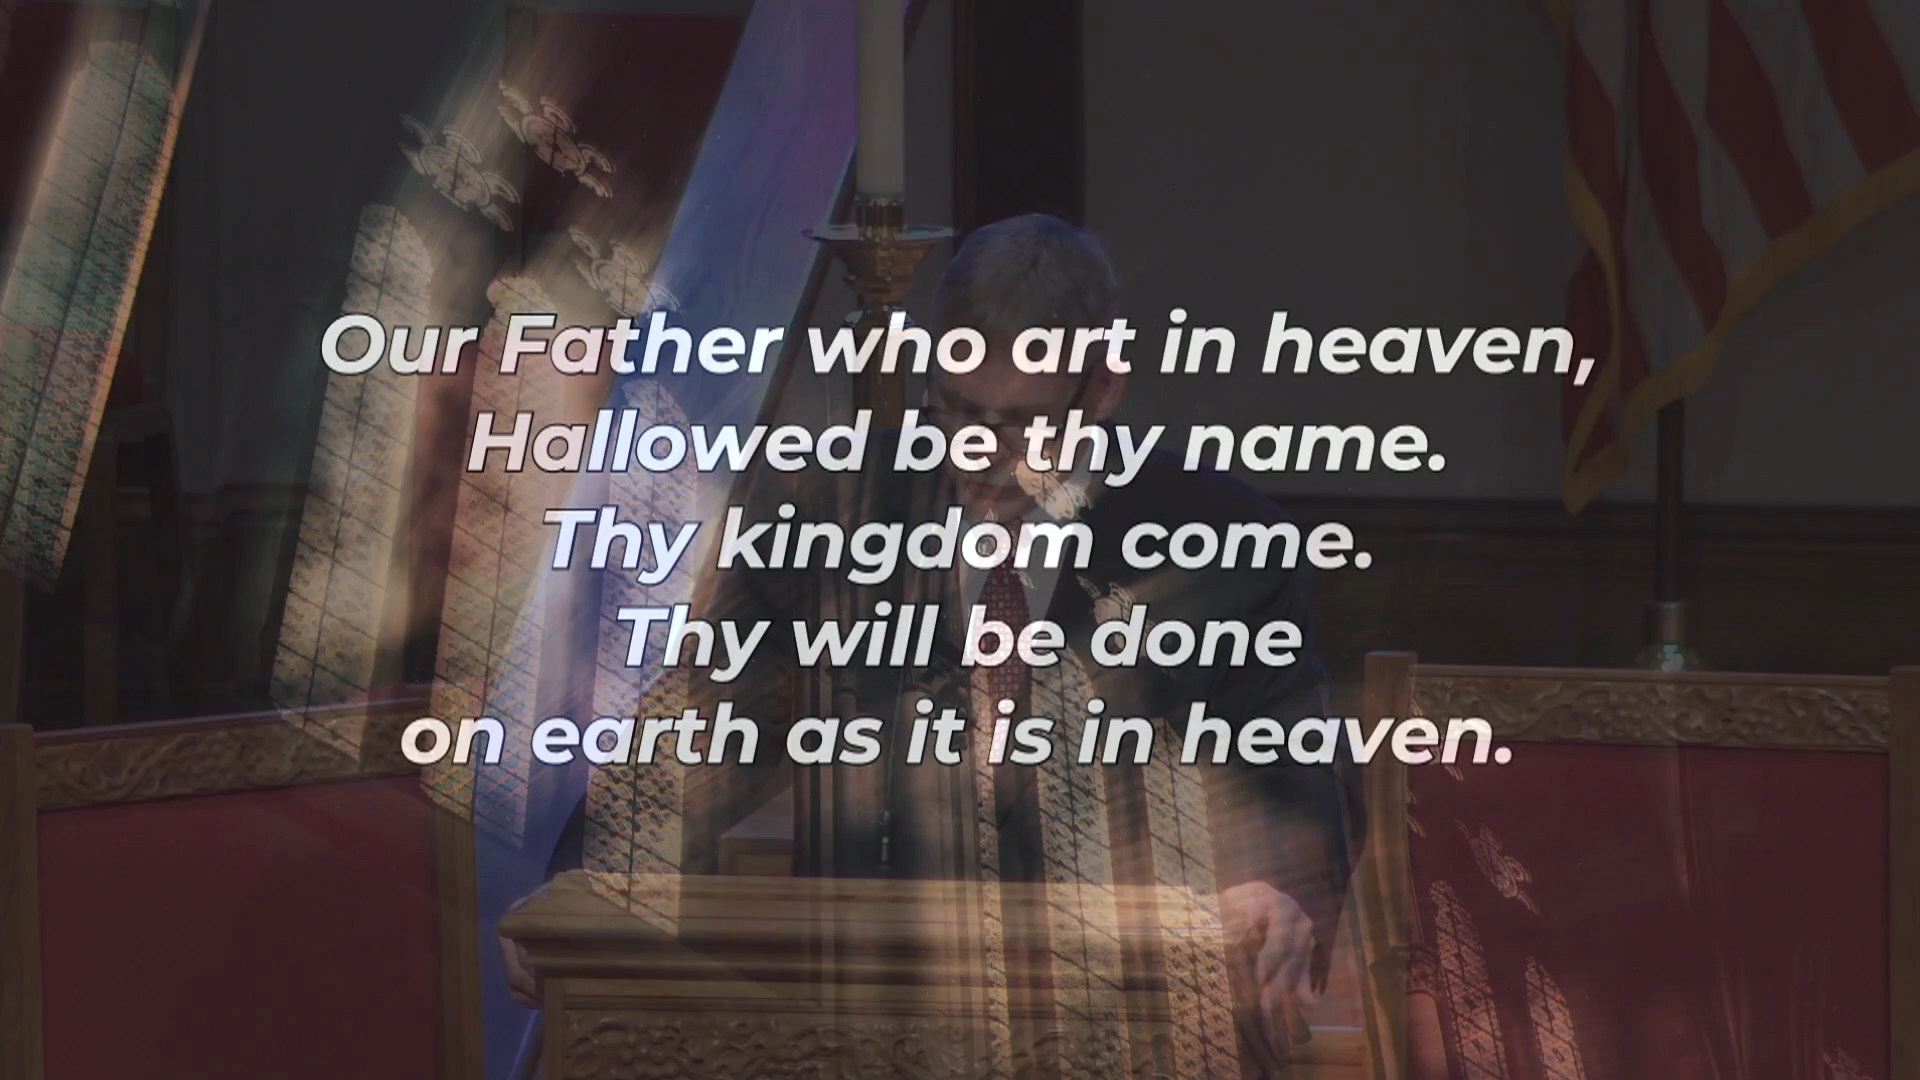 Our Father who art in heaven,
Hallowed be thy name.
Thy kingdom come.
Thy will be done
on earth as it is in heaven.